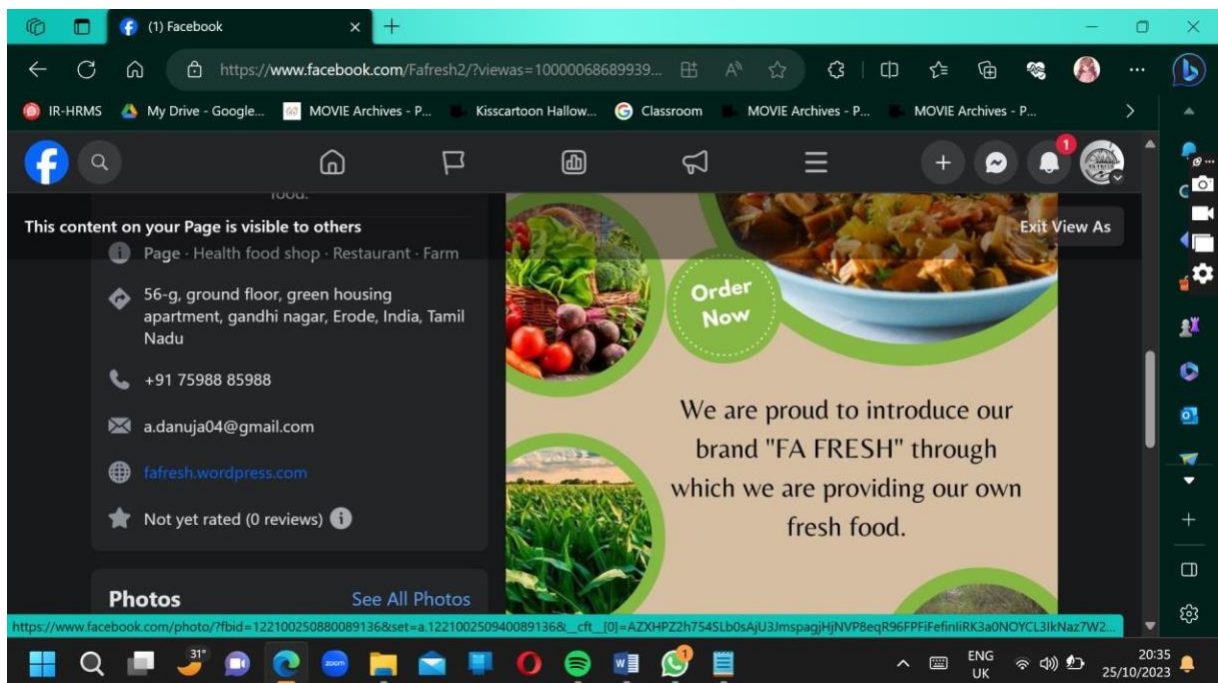 (1) Facebook
https://www.facebook.com/Fafresh2/?viewas=10000068689939...
IR-HRMS
My Drive - Google...
MOVIE Archives - P...
Kisscartoon Hallow...
Classroom
MOVIE Archives - P...
MOVIE Archives - P...
1
food.
This content on your Page is visible to others
Exit View As
Page · Health food shop · Restaurant · Farm
56-g, ground floor, green housing
apartment, gandhi nagar, Erode, India, Tamil
Nadu
+91 75988 85988
a.danuja04@gmail.com
fafresh.wordpress.com
Not yet rated (0 reviews)
Photos
See All Photos
Order
Now
We are proud to introduce our
brand "FA FRESH" through
which we are providing our own
fresh food.
31°
zoom
1
ENG
UK
20:35
25/10/2023